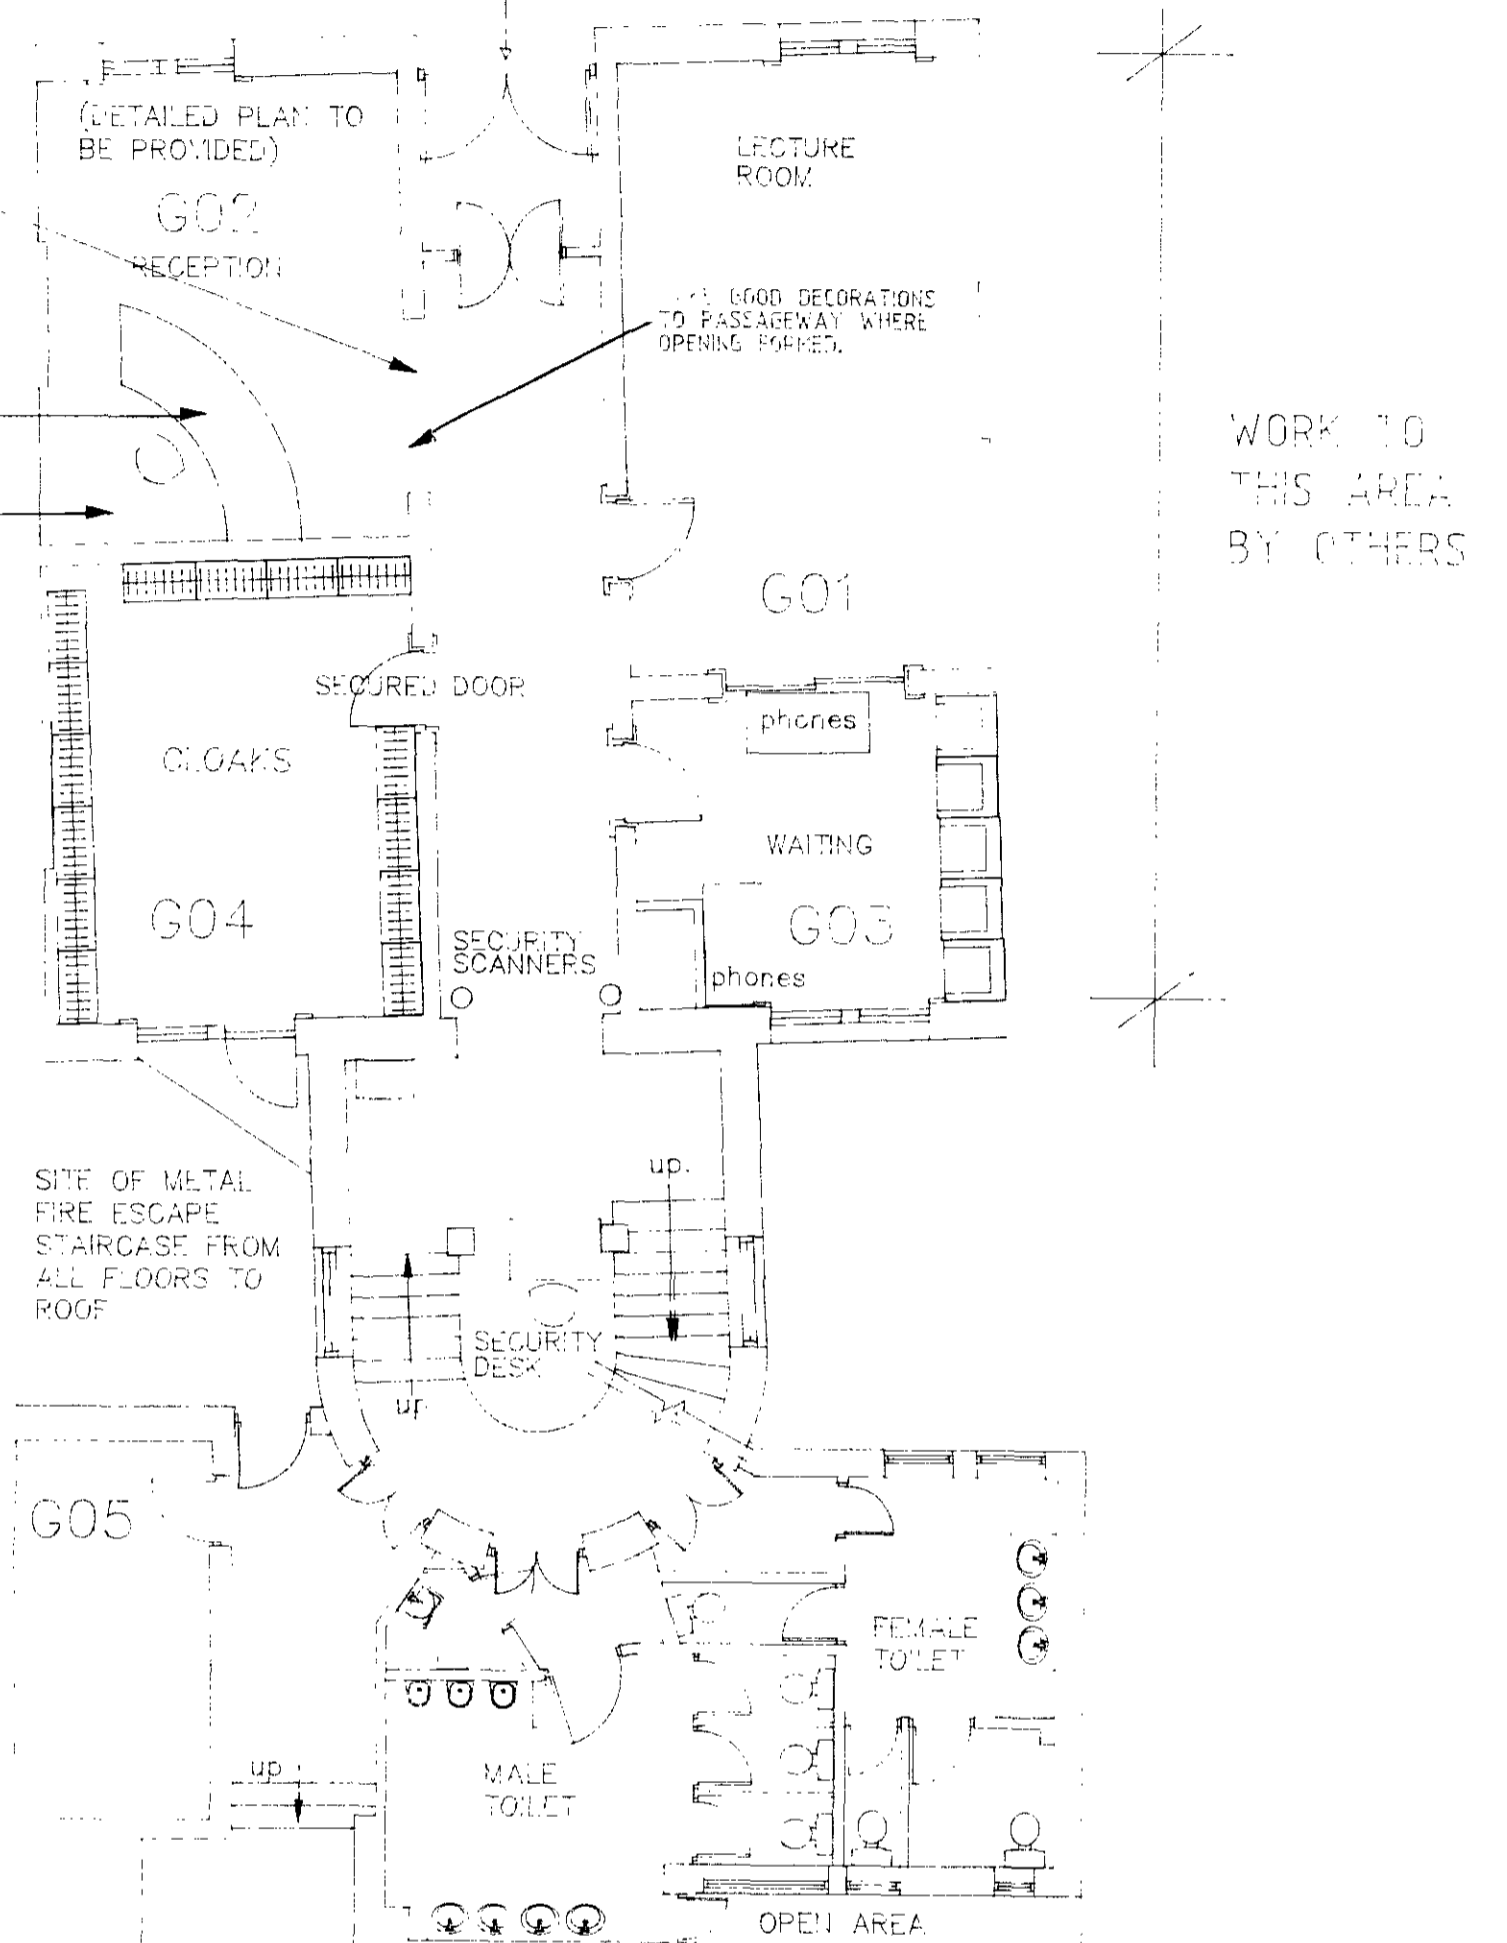 (DETAILED PLAN TO
BE PROVIDED)
G02
RECEPTION
LECTURE
ROOM
GOOD DECORATIONS
TO PASSAGEWAY WHERE
OPENING FORMED.
WORK TO
THIS AREA
BY OTHERS
G01
SECURED DOOR
phones
CLOAKS
WAITING
G04
G03
SECURITY
SCANNERS
phones
SITE OF METAL
FIRE ESCAPE
STAIRCASE FROM
ALL FLOORS TO
ROOF
up.
SECURITY
DESK
up.
G05
FEMALE
TOILET
up
MALE
TOILET
OPEN AREA